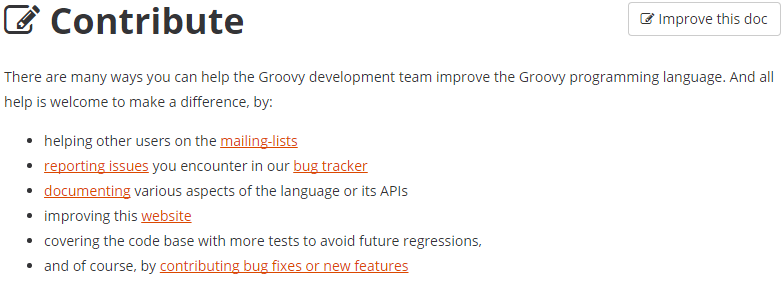 Contribute
Improve this doc
There are many ways you can help the Groovy development team improve the Groovy programming language. And all
help is welcome to make a difference, by:
helping other users on the mailing-lists
reporting issues you encounter in our bug tracker
documenting various aspects of the language or its APIs
improving this website
covering the code base with more tests to avoid future regressions,
and of course, by contributing bug fixes or new features